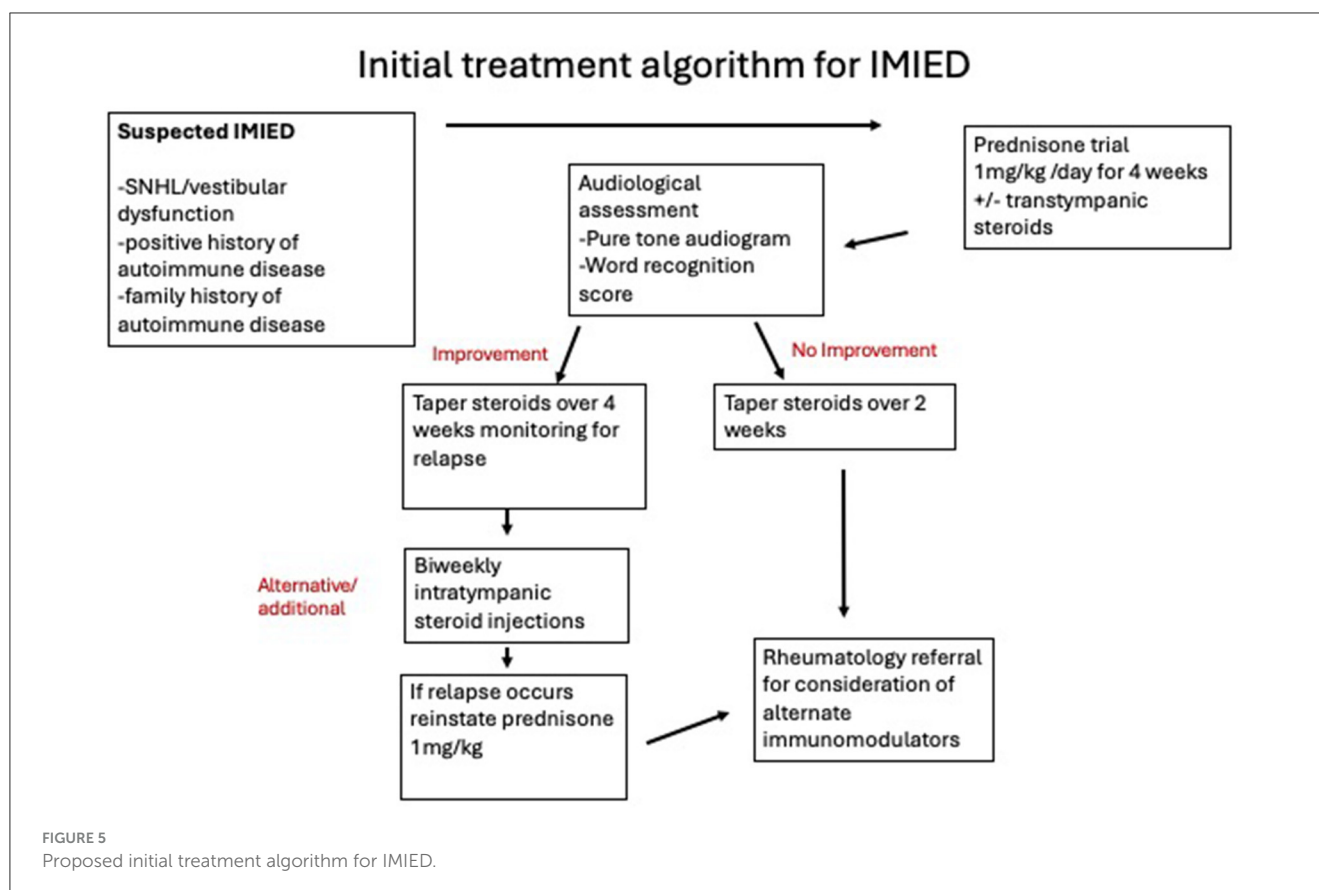 Initial treatment algorithm for IMIED
Suspected IMIED
-SNHL/vestibular
dysfunction
-positive history of
autoimmune disease
-family history of
autoimmune disease
Prednisone trial
1mg/kg /day for 4 weeks
+/- transtympanic
steroids
Audiological
assessment
-Pure tone audiogram
-Word recognition
score
Improvement
No Improvement
Taper steroids over 4
weeks monitoring for
relapse
Taper steroids over 2
weeks
Alternative/
additional
Biweekly
intratympanic
steroid injections
If relapse occurs
reinstate prednisone
1mg/kg
Rheumatology referral
for consideration of
alternate
immunomodulators
FIGURE 5
Proposed initial treatment algorithm for IMIED.